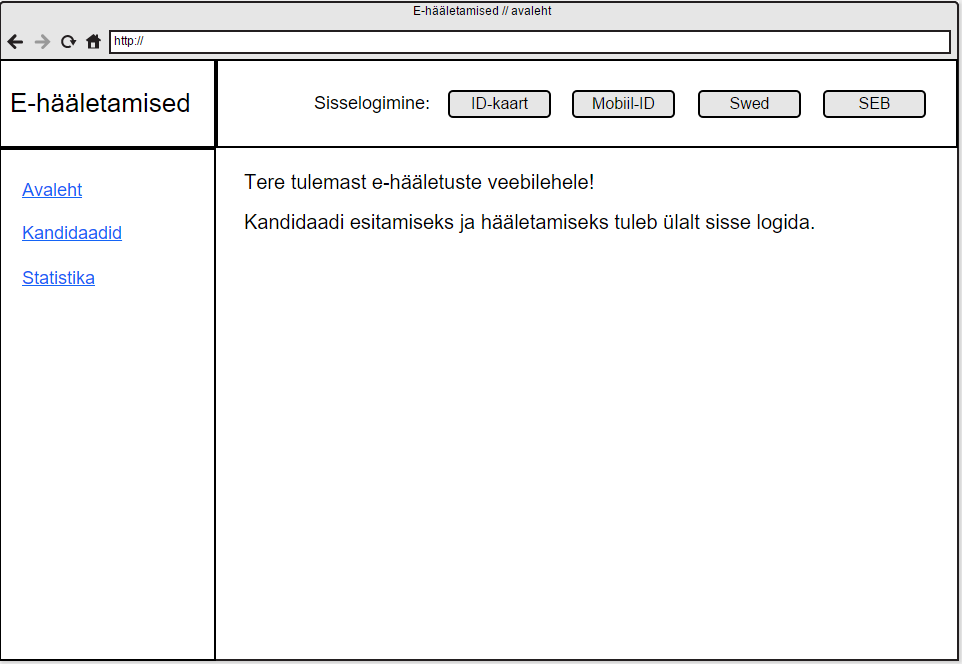 E-hääletamised // avaleht
http://
E-hääletamised
Sisselogimine: ID-kaart Mobiil-ID Swed SEB
Avaleht
Kandidaadid
Statistika
Tere tulemast e-hääletuste veebilehele!
Kandidaadi esitamiseks ja hääletamiseks tuleb ülalt sisse logida.